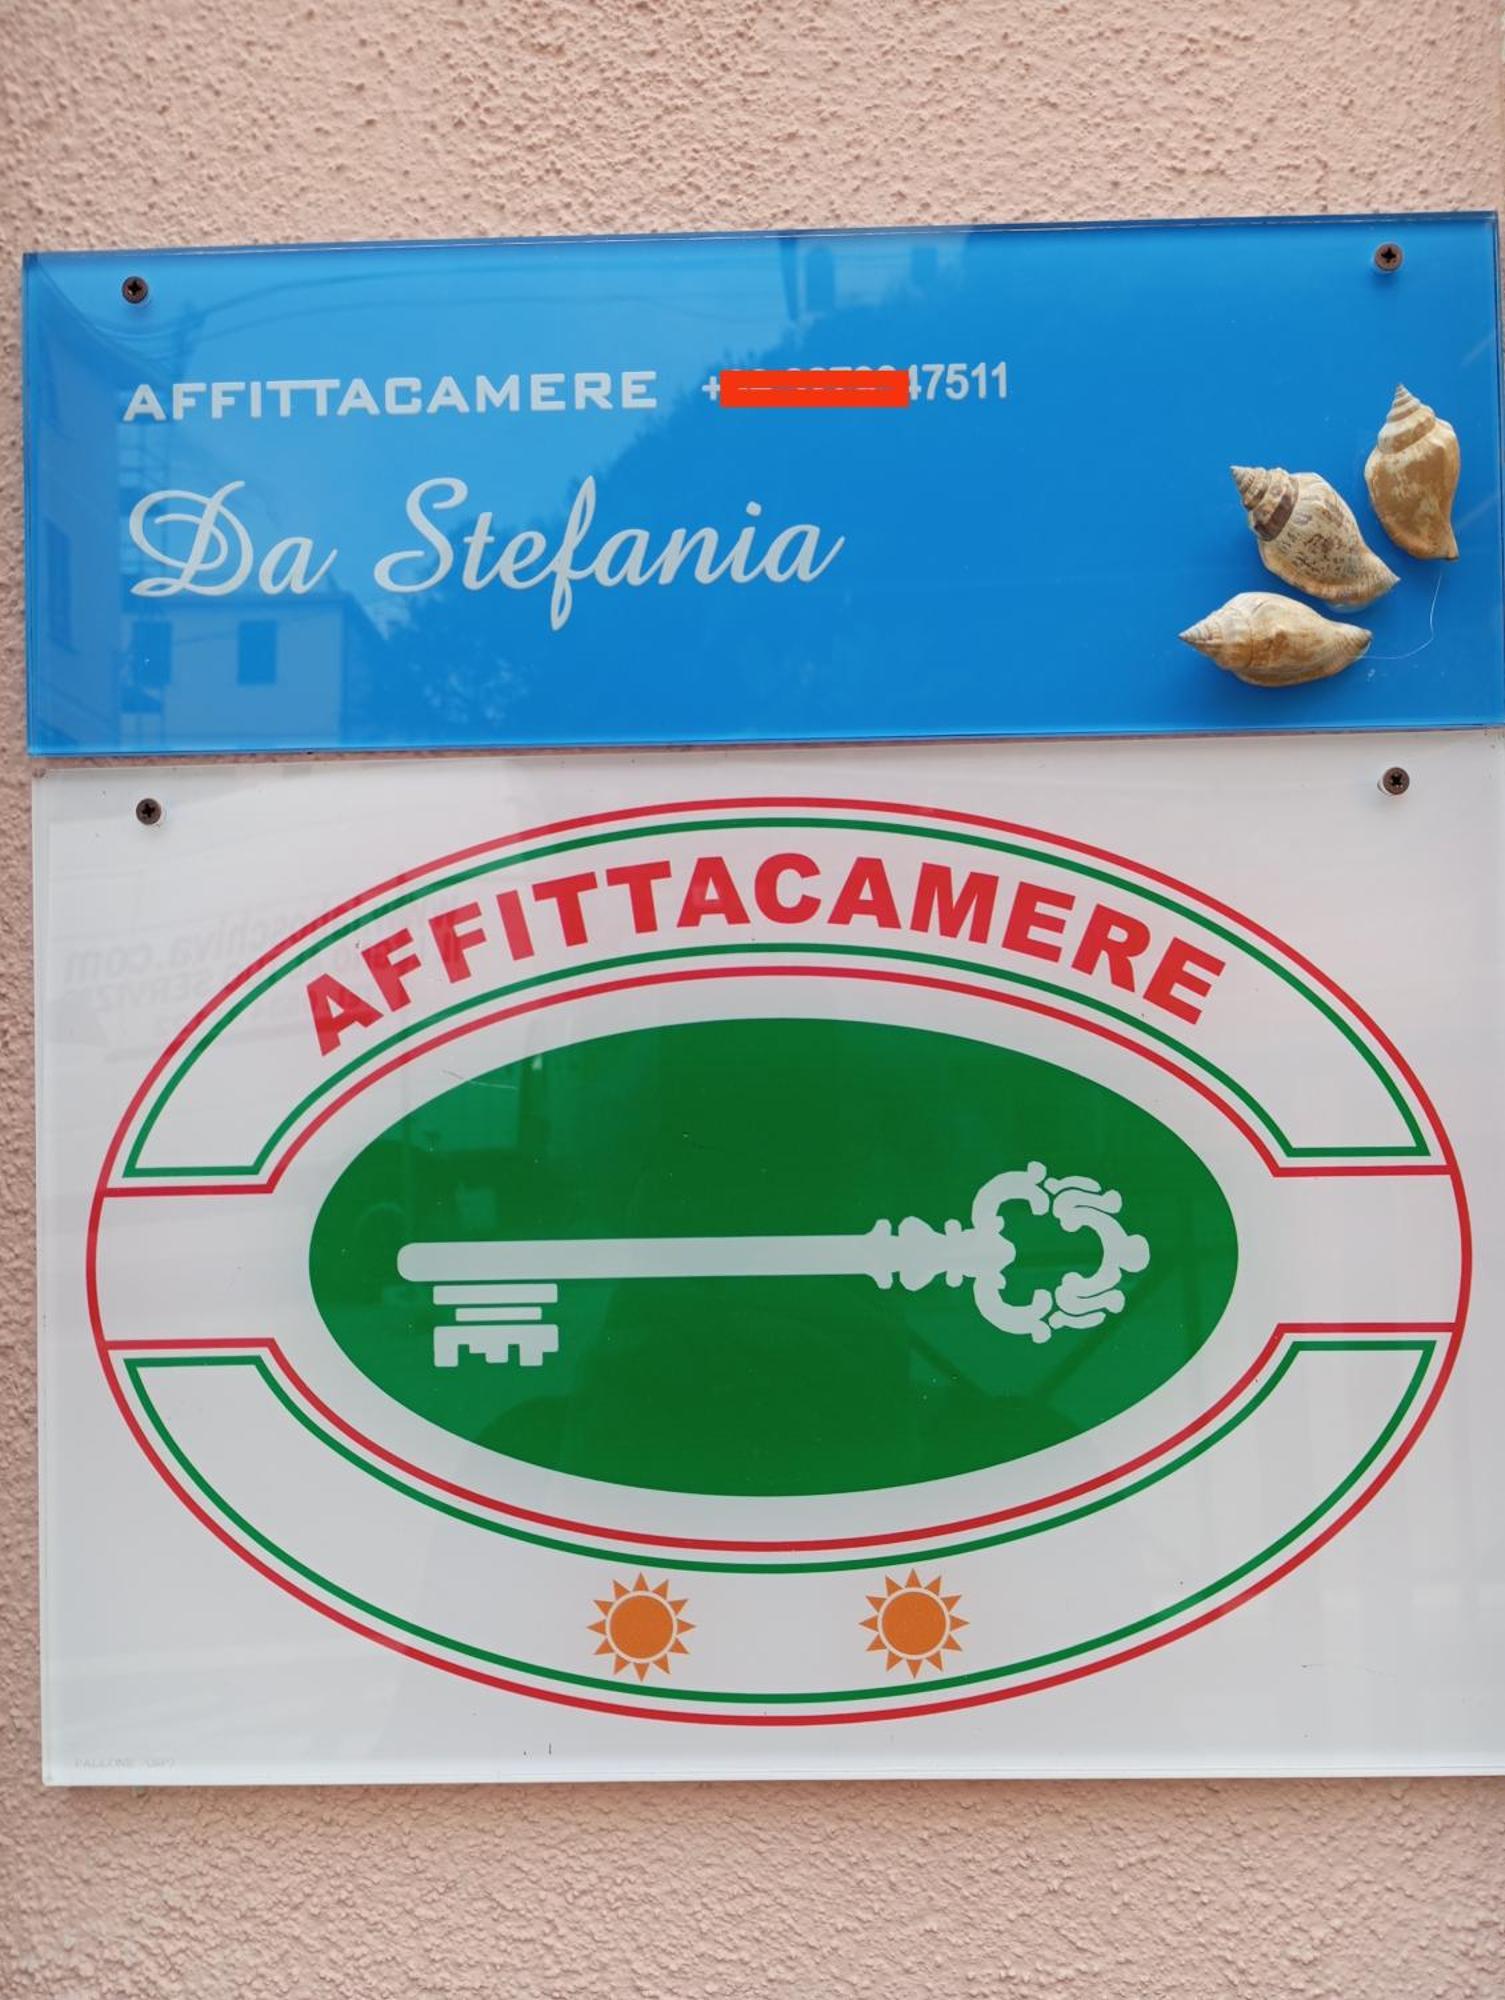 AFFITTACAMERE + 47511
Da Stefania
AFFITTACAMERE